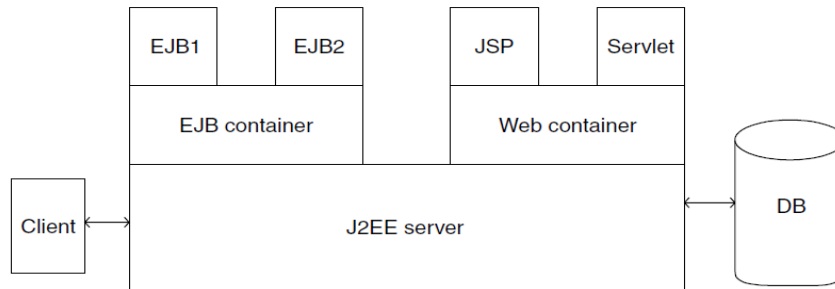 EJB1
EJB2
JSP
Servlet
EJB container
Web container
Client
J2EE server
DB